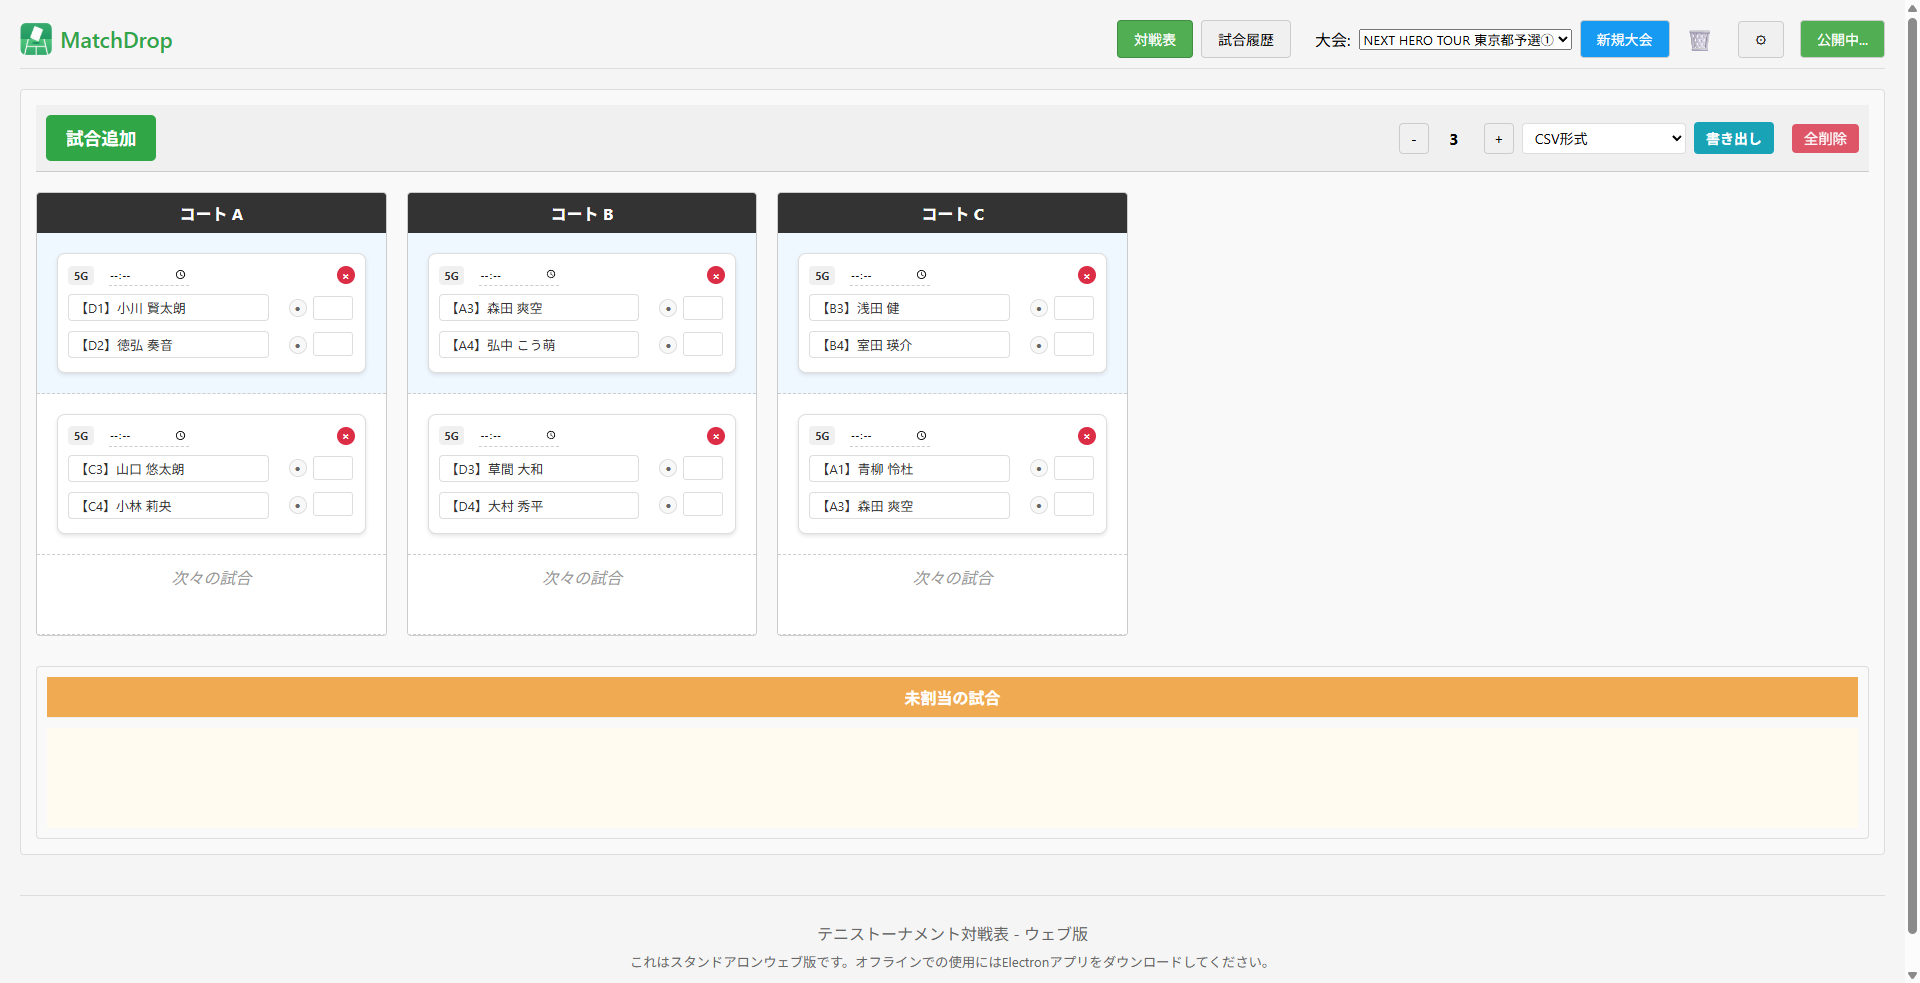 MatchDrop
対戦表
試合履歴
大会:
NEXT HERO TOUR 東京都予選①
新規大会
公開中...
試合追加
-
3
+
CSV形式
書き出し
全削除
コート A
5G --:--
【D1】小川 賢太朗
【D2】徳弘 奏音
5G --:--
【C3】山口 悠太朗
【C4】小林 莉央
次々の試合
コート B
5G --:--
【A3】森田 爽空
【A4】弘中 こう萌
5G --:--
【D3】草間 大和
【D4】大村 秀平
次々の試合
コート C
5G --:--
【B3】浅田 健
【B4】室田 瑛介
5G --:--
【A1】青柳 怜杜
【A3】森田 爽空
次々の試合
未割当の試合
テニストーナメント対戦表 - ウェブ版
これはスタンドアロンウェブ版です。オフラインでの使用にはElectronアプリをダウンロードしてください。